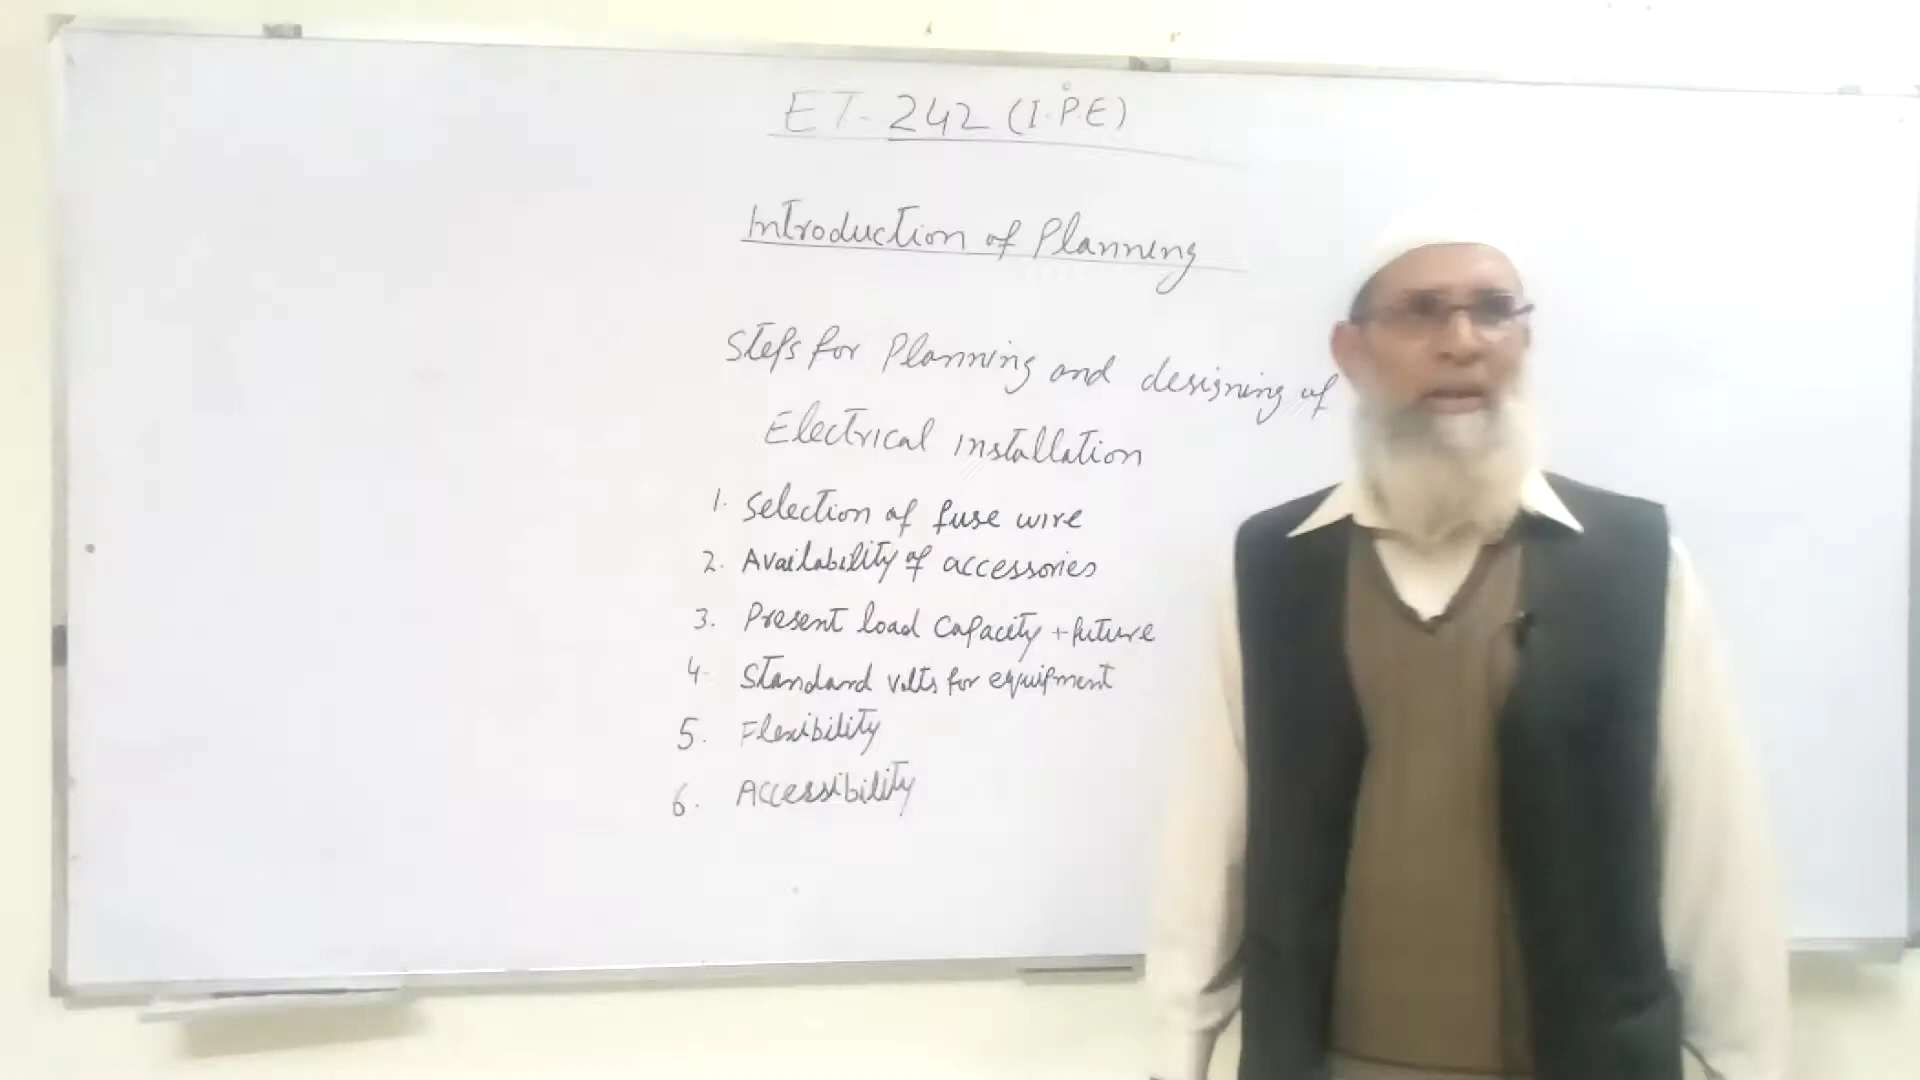 ET-242 (I.P.E)
Introduction of Planning
Steps for Planning and designing of
Electrical installation
1. Selection of fuse wire
2. Availability of accessories
3. Present load capacity + future
4- Standard volts for equipment
5. Flexibility
6. Accessibility